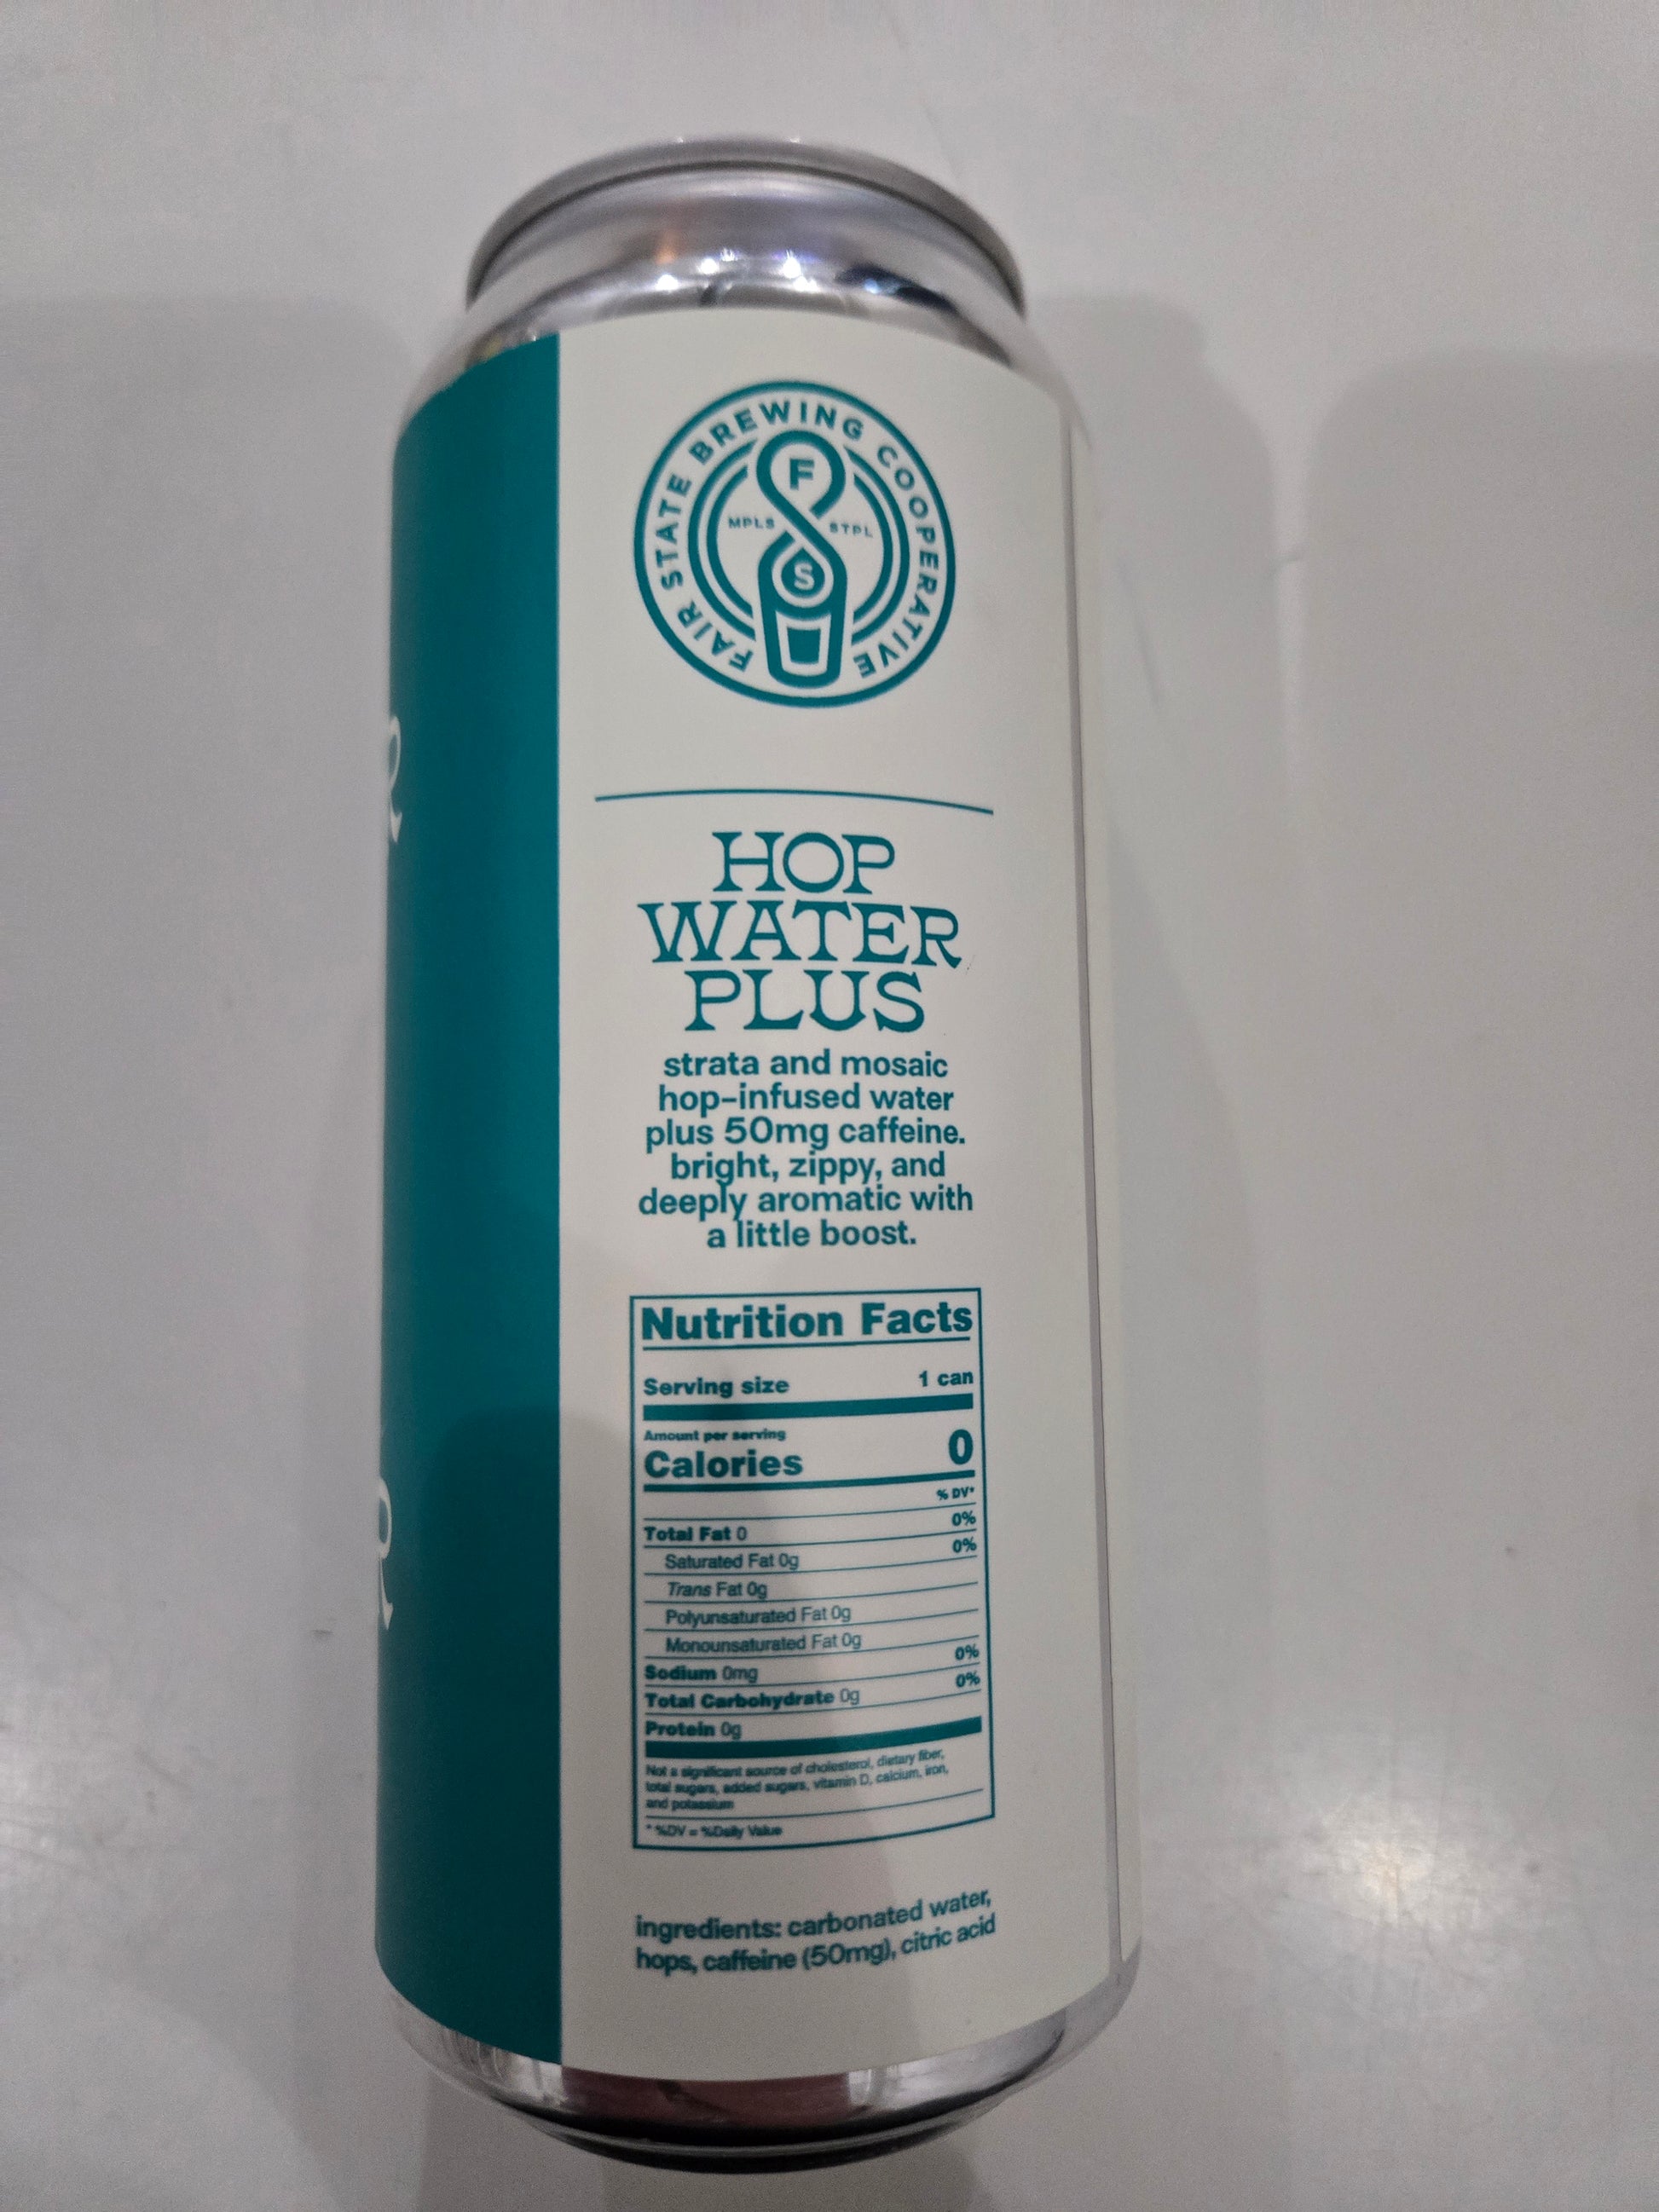 FAIR STATE BREWING COOPERATIVE
F
MPLS STPL
S
HOP
WATER
PLUS
strata and mosaic
hop-infused water
plus 50mg caffeine.
bright, zippy, and
deeply aromatic with
a little boost.
Nutrition Facts
Serving size 1 can
Amount per serving
Calories 0
% DV*
Total Fat 0 0%
Saturated Fat 0g 0%
Trans Fat 0g
Polyunsaturated Fat 0g
Monounsaturated Fat 0g
Sodium 0mg 0%
Total Carbohydrate 0g 0%
Protein 0g
Not a significant source of cholesterol, dietary fiber,
total sugars, added sugars, vitamin D, calcium, iron,
and potassium
* %DV = %Daily Value
ingredients: carbonated water,
hops, caffeine (50mg), citric acid